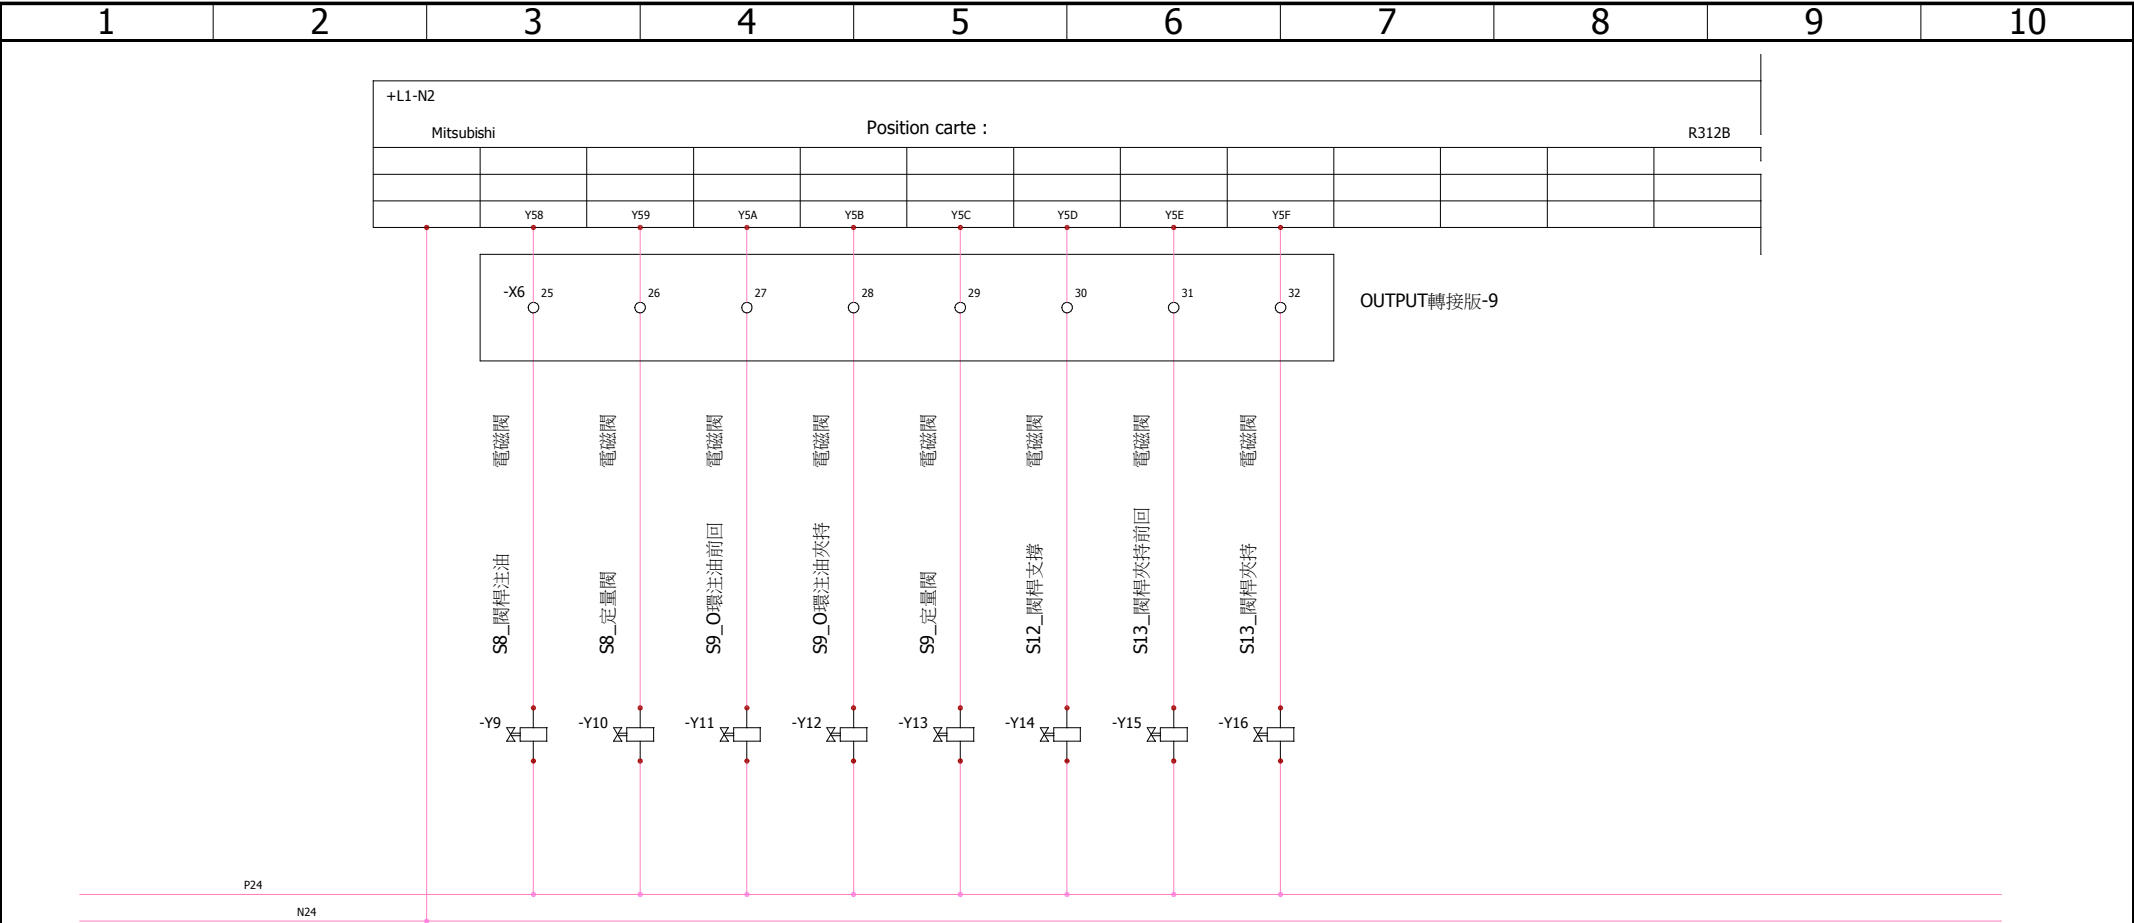 1 2 3 4 5 6 7 8 9 10
+L1-N2
Mitsubishi Position carte : R312B
Y58 Y59 Y5A Y5B Y5C Y5D Y5E Y5F
-X6 25 26 27 28 29 30 31 32
OUTPUT轉接版-9
電磁閥 電磁閥 電磁閥 電磁閥 電磁閥 電磁閥 電磁閥 電磁閥
S8_閥桿注油
S8_定量閥
S9_O環注油前回
S9_O環注油夾持
S9_定量閥
S12_閥桿支撐
S13_閥桿夾持前回
S13_閥桿夾持
-Y9 -Y10 -Y11 -Y12 -Y13 -Y14 -Y15 -Y16
P24
N24